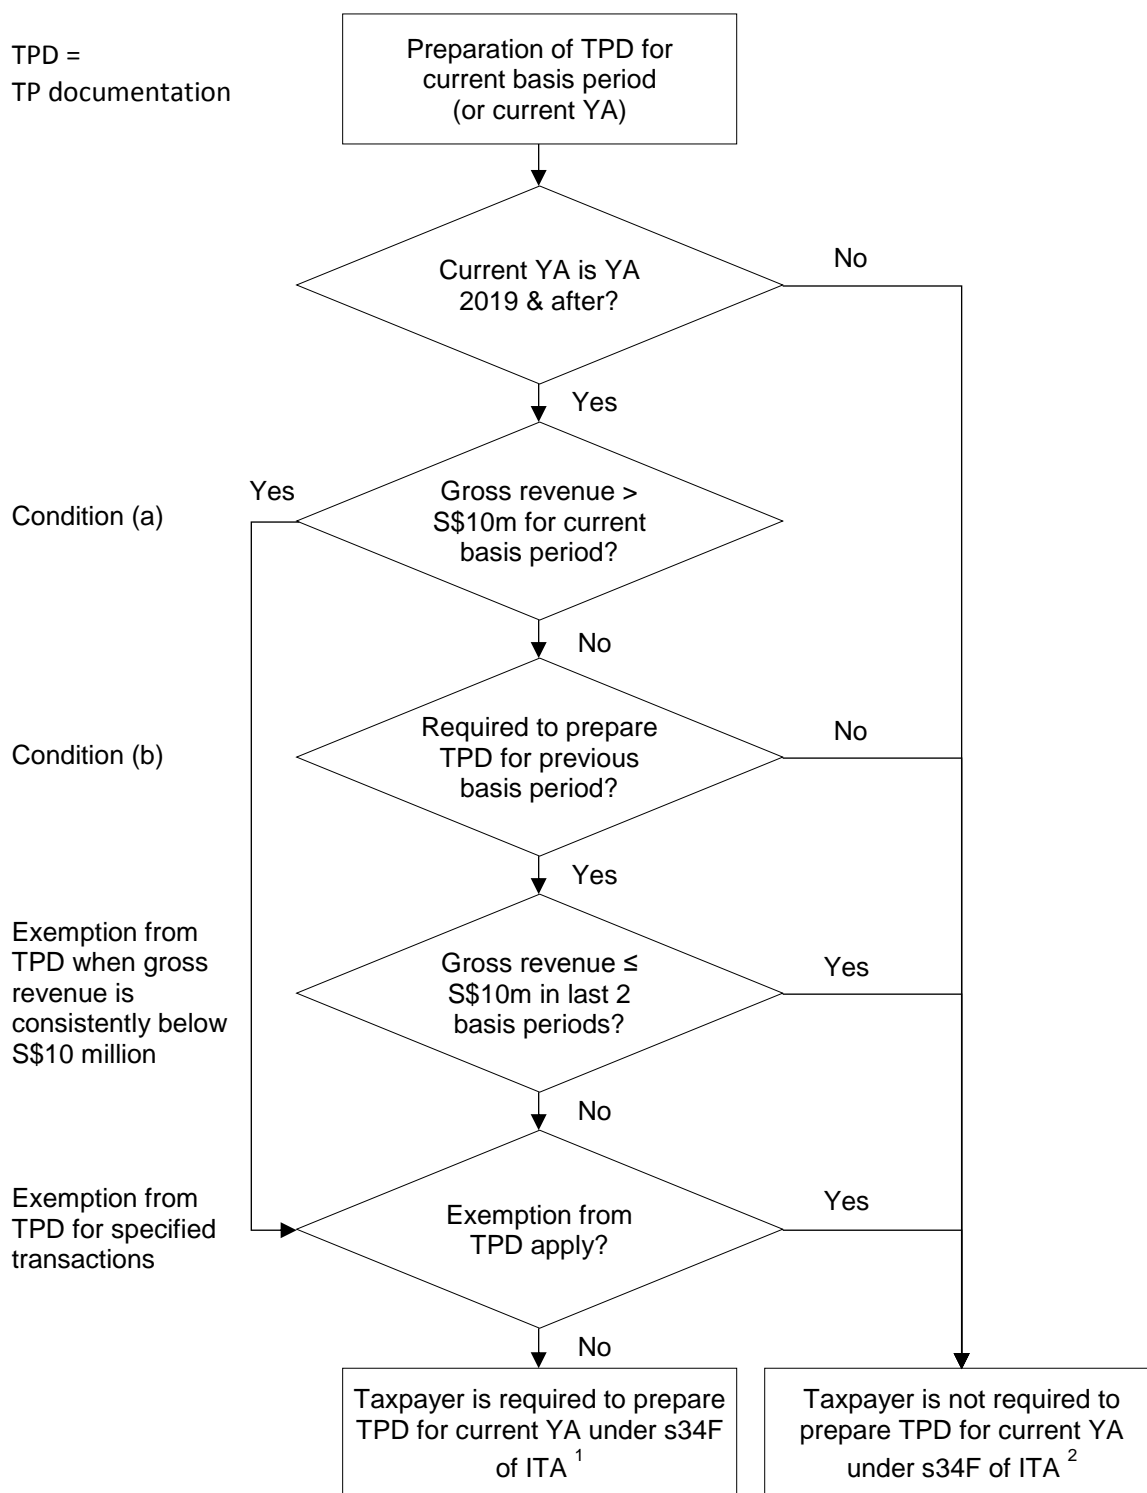 TPD =
TP documentation
Preparation of TPD for
current basis period
(or current YA)
Current YA is YA
2019 & after?
No
Yes
Condition (a)
Yes
Gross revenue >
S$10m for current
basis period?
No
Condition (b)
Required to prepare
TPD for previous
basis period?
No
Yes
Exemption from
TPD when gross
revenue is
consistently below
S$10 million
Gross revenue ≤
S$10m in last 2
basis periods?
Yes
No
Exemption from
TPD for specified
transactions
Exemption from
TPD apply?
Yes
No
Taxpayer is required to prepare
TPD for current YA under s34F
of ITA 1
Taxpayer is not required to
prepare TPD for current YA
under s34F of ITA 2